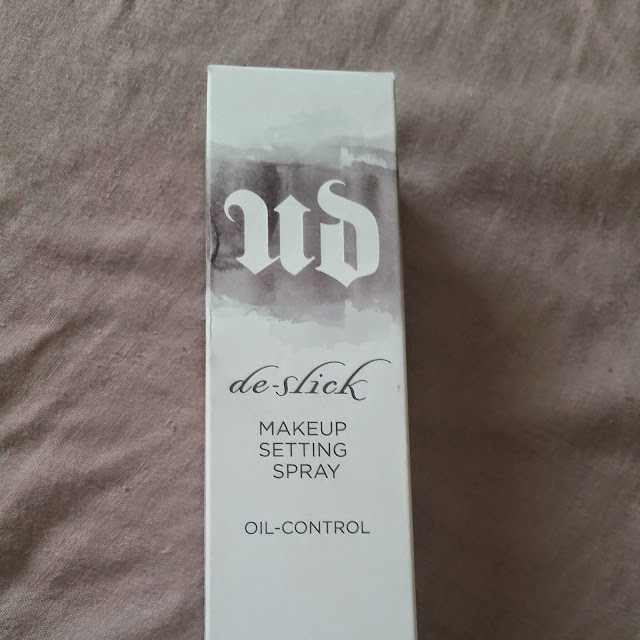 ud
de-slick
MAKEUP
SETTING
SPRAY
OIL-CONTROL